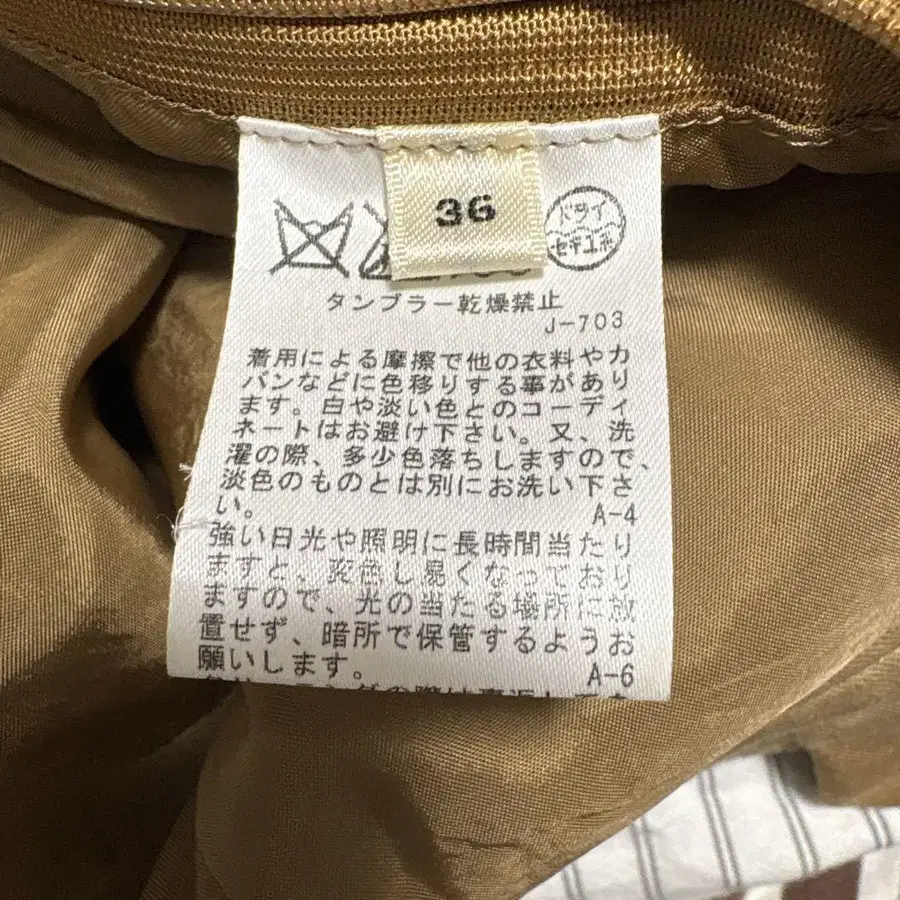 36
ドライ
セキユ系
タンブラー乾燥禁止
J-703
着用による摩擦で他の衣料やカ
バンなどに色移りする事があり
ます。白や淡い色とのコーディ
ネートはお避け下さい。又、洗
濯の際、多少色落ちしますので、
淡色のものとは別にお洗い下さ
い。
A-4
強い日光や照明に長時間当たり
ますと、変色し易くなっており
ますので、光の当たる場所に放
置せず、暗所で保管するようお
願いします。
A-6